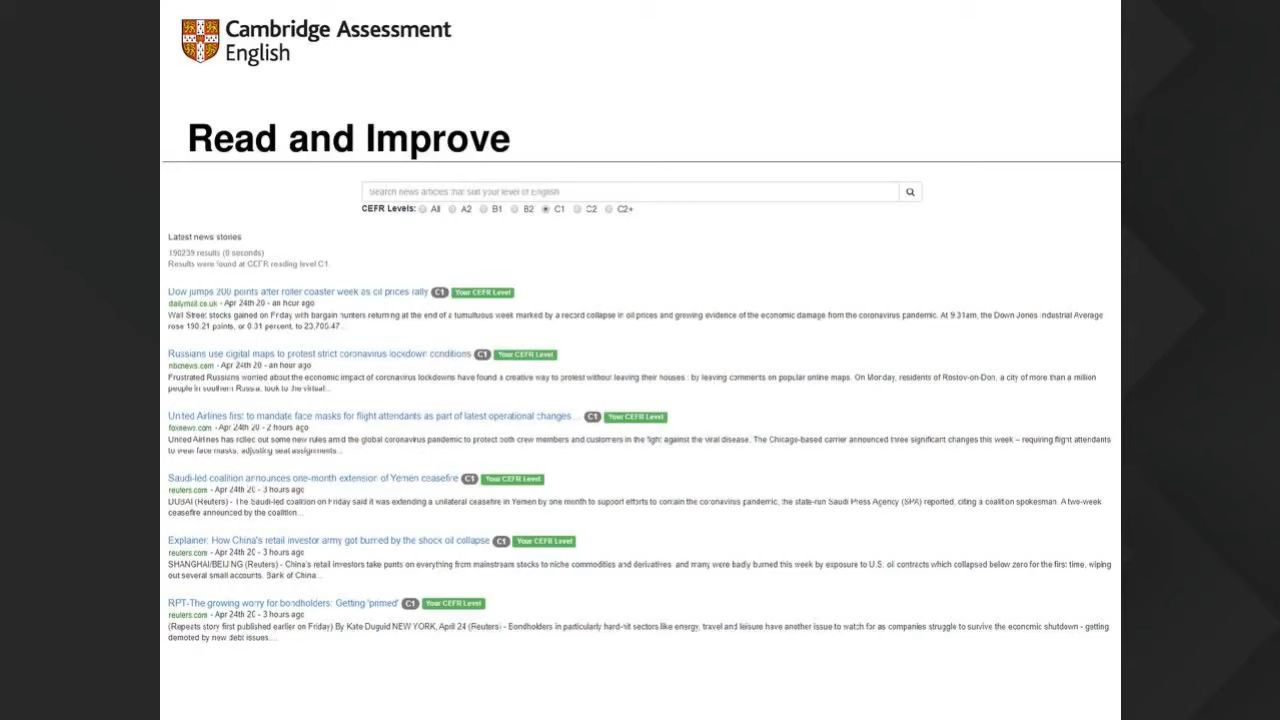 Cambridge Assessment
English
Read and Improve
Search news articles that suit your level of English
CEFR Levels: All A2 B1 B2 C1 C2 C2+
Latest news stories
190239 results (0 seconds)
Results were found at CEFR reading level C1.
Dow jumps 200 points after roller coaster week as oil prices rally C1 Your CEFR Level
dailymail.co.uk - Apr 24th 20 - an hour ago
Wall Street stocks gained on Friday with bargain hunters returning at the end of a tumultuous week marked by a record collapse in oil prices and growing evidence of the economic damage from the coronavirus pandemic. At 9.31am, the Down Jones Industrial Average
rose 190.21 points, or 0.31 percent, to 23,705.47...
Russians use digital maps to protest strict coronavirus lockdown conditions C1 Your CEFR Level
nbcnews.com - Apr 24th 20 - an hour ago
Frustrated Russians worried about the economic impact of coronavirus lockdowns have found a creative way to protest without leaving their houses : by leaving comments on popular online maps. On Monday, residents of Rostov-on-Don, a city of more than a million
people in southern Russia, took to the virtual...
United Airlines first to mandate face masks for flight attendants as part of latest operational changes ... C1 Your CEFR Level
foxnews.com - Apr 24th 20 - 2 hours ago
United Airlines has rolled out some new rules amid the global coronavirus pandemic to protect both crew members and customers in the fight against the viral disease. The Chicago-based carrier announced three significant changes this week – requiring flight attendants
to wear face masks, adjusting seat assignments...
Saudi-led coalition announces one-month extension of Yemen ceasefire C1 Your CEFR Level
reuters.com - Apr 24th 20 - 3 hours ago
DUBAI (Reuters) - The Saudi-led coalition on Friday said it was extending a unilateral ceasefire in Yemen by one month to support efforts to contain the coronavirus pandemic, the state-run Saudi Press Agency (SPA) reported, citing a coalition spokesman. A two-week
ceasefire announced by the coalition...
Explainer: How China's retail investor army got burned by the shock oil collapse C1 Your CEFR Level
reuters.com - Apr 24th 20 - 3 hours ago
SHANGHAI/BEIJING (Reuters) - China's retail investors take punts on everything from mainstream stocks to niche commodities and derivatives and many were badly burned this week by exposure to U.S. oil contracts which collapsed below zero for the first time, wiping
out several small accounts. Bank of China...
RPT-The growing worry for bondholders: Getting 'primed' C1 Your CEFR Level
reuters.com - Apr 24th 20 - 3 hours ago
(Repeats story first published earlier on Friday) By Kate Duguid NEW YORK, April 24 (Reuters) - Bondholders in particularly hard-hit sectors like energy, travel and leisure have another issue to watch for as companies struggle to survive the economic shutdown - getting
demoted by new debt issues....